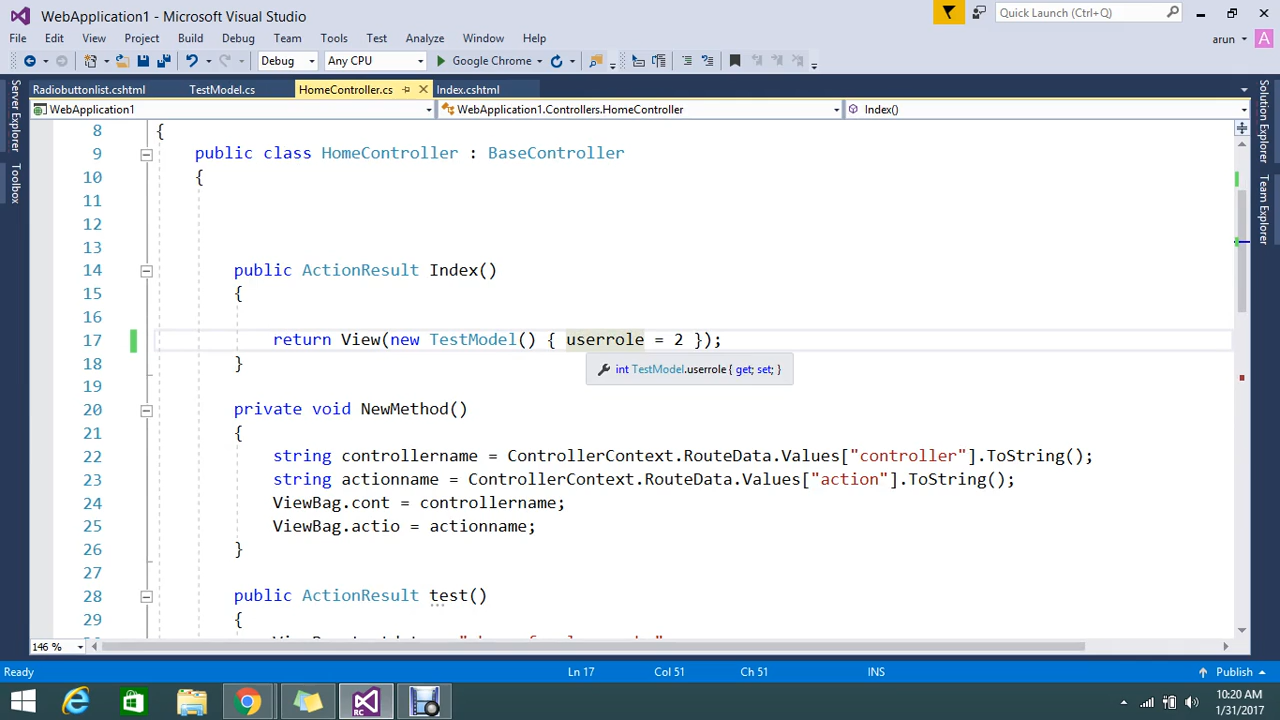 WebApplication1 - Microsoft Visual Studio
Quick Launch (Ctrl+Q)
File Edit View Project Build Debug Team Tools Test Analyze Window Help
arun A
Debug Any CPU Google Chrome
Radiobuttonlist.cshtml TestModel.cs HomeController.cs Index.cshtml
WebApplication1 WebApplication1.Controllers.HomeController Index()
Server Explorer
Toolbox
Solution Explorer
Team Explorer
8 {
9 public class HomeController : BaseController
10 {
11
12
13
14 public ActionResult Index()
15 {
16
17 return View(new TestModel() { userrole = 2 });
int TestModel.userrole { get; set; }
18 }
19
20 private void NewMethod()
21 {
22 string controllername = ControllerContext.RouteData.Values["controller"].ToString();
23 string actionname = ControllerContext.RouteData.Values["action"].ToString();
24 ViewBag.cont = controllername;
25 ViewBag.actio = actionname;
26 }
27
28 public ActionResult test()
29 {
146 %
Ready Ln 17 Col 51 Ch 51 INS Publish
RC
10:20 AM
1/31/2017